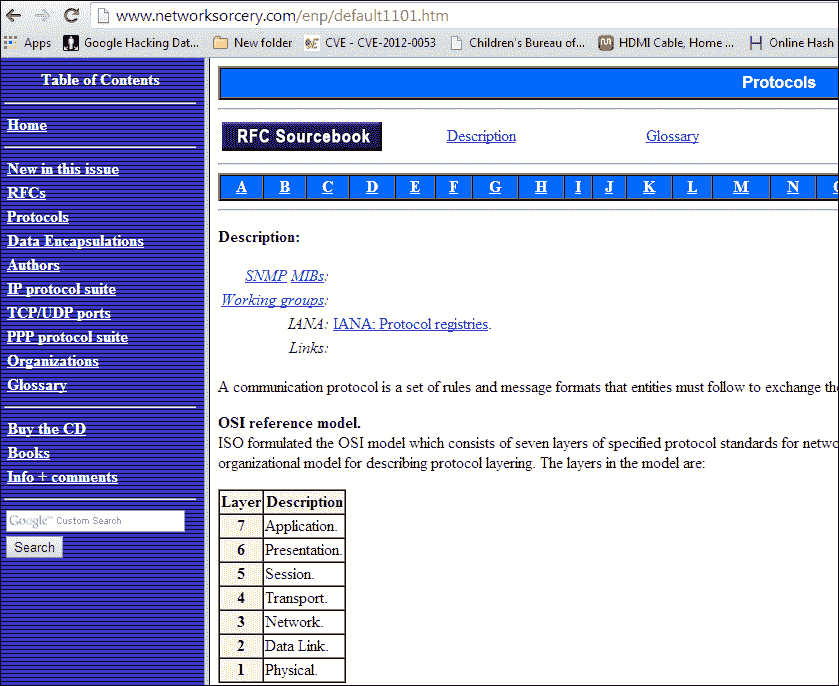 www.networksorcery.com/enp/default1101.htm
Apps Google Hacking Dat... New folder CVE - CVE-2012-0053 Children's Bureau of... HDMI Cable, Home ... Online Hash
Table of Contents
Home
New in this issue
RFCs
Protocols
Data Encapsulations
Authors
IP protocol suite
TCP/UDP ports
PPP protocol suite
Organizations
Glossary
Buy the CD
Books
Info + comments
Google™ Custom Search
Search
Protocols
RFC Sourcebook Description Glossary
A B C D E F G H I J K L M N
Description:
SNMP MIBs:
Working groups:
IANA: IANA: Protocol registries.
Links:
A communication protocol is a set of rules and message formats that entities must follow to exchange
OSI reference model.
ISO formulated the OSI model which consists of seven layers of specified protocol standards for
organizational model for describing protocol layering. The layers in the model are:
Layer Description
7 Application.
6 Presentation.
5 Session.
4 Transport.
3 Network.
2 Data Link.
1 Physical.